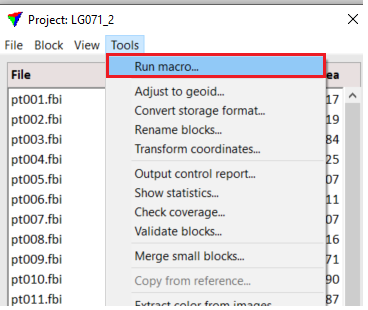 Project: LG071_2
File Block View Tools
File ea
Run macro...
Adjust to geoid...
Convert storage format...
Rename blocks...
Transform coordinates...
Output control report...
Show statistics...
Check coverage...
Validate blocks...
Merge small blocks...
Copy from reference...
Extract color from images
pt001.fbi 17
pt002.fbi 19
pt003.fbi 84
pt004.fbi 25
pt005.fbi 07
pt006.fbi 11
pt007.fbi 07
pt008.fbi 16
pt009.fbi 71
pt010.fbi 90
pt011.fbi 87